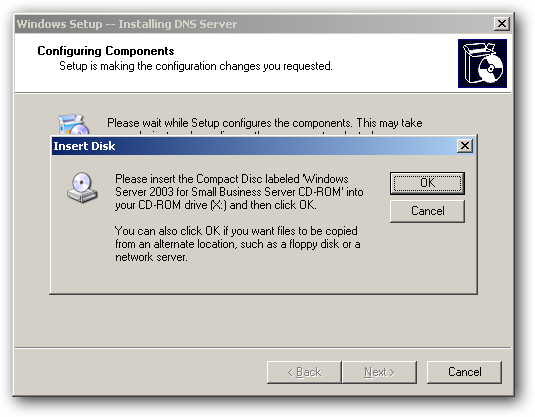 Windows Setup -- Installing DNS Server
Configuring Components
Setup is making the configuration changes you requested.
Please wait while Setup configures the components. This may take
Insert Disk
Please insert the Compact Disc labeled 'Windows
Server 2003 for Small Business Server CD-ROM' into
your CD-ROM drive (X:) and then click OK.
You can also click OK if you want files to be copied
from an alternate location, such as a floppy disk or a
network server.
OK
Cancel
< Back
Next >
Cancel